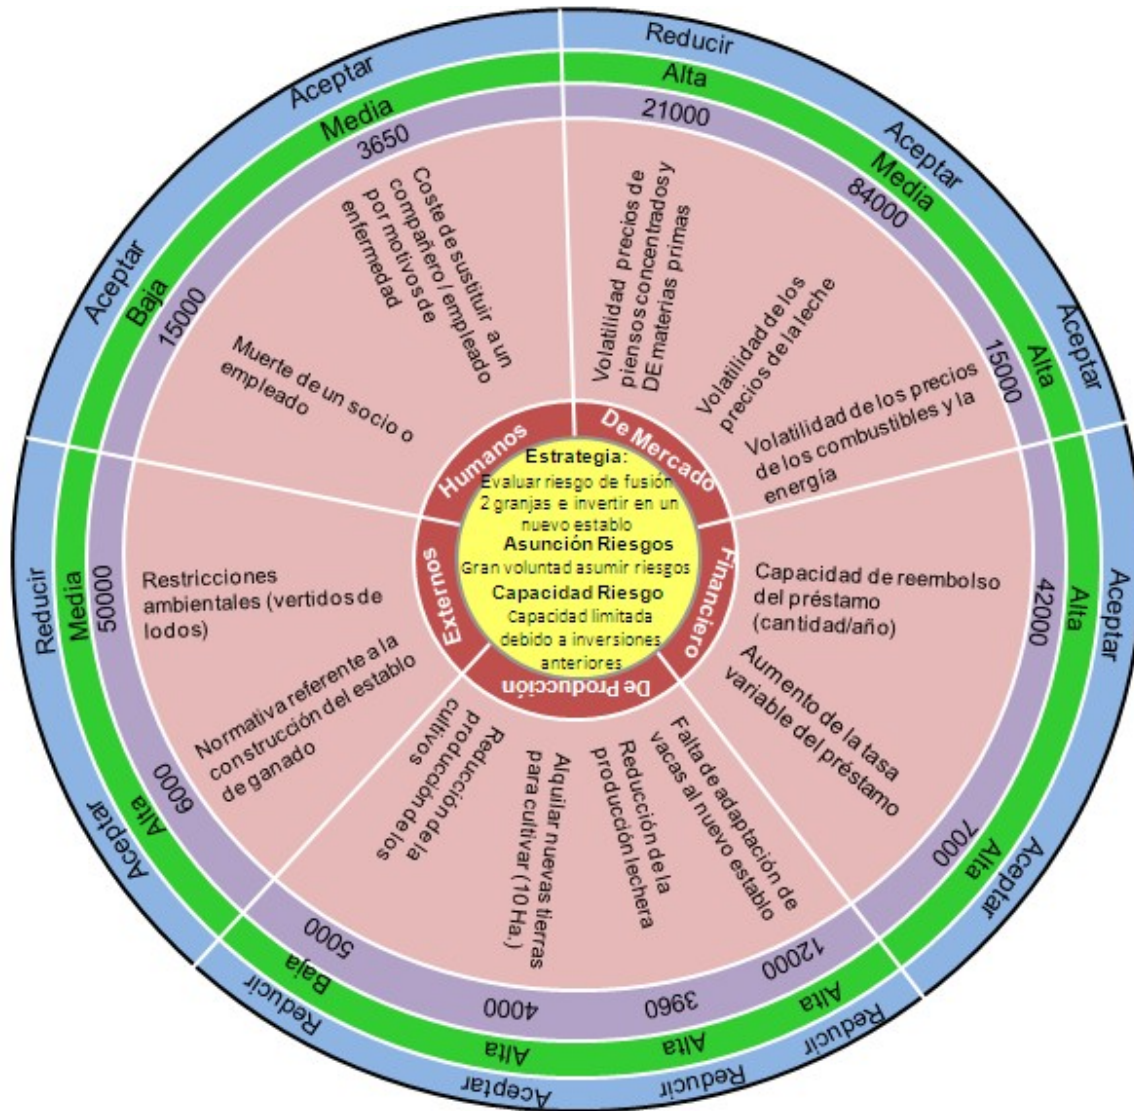 Estrategia:
Evaluar riesgo de fusión
2 granjas e invertir en un
nuevo establo
Asunción Riesgos
Gran voluntad asumir riesgos
Capacidad Riesgo
Capacidad limitada
debido a inversiones
anteriores
De Mercado
Volatilidad precios de
piensos concentrados y
DE materias primas
21000
Alta
Reducir
Volatilidad de los
precios de la leche
84000
Media
Aceptar
Volatilidad de los precios
de los combustibles y la
energía
15000
Alta
Aceptar
Financiero
Capacidad de reembolso
del préstamo
(cantidad/año)
42000
Alta
Aceptar
Aumento de la tasa
variable del préstamo
7000
Alta
Aceptar
De Producción
Falta de adaptación de
vacas al nuevo establo
12000
Alta
Reducir
Reducción de la
producción lechera
3960
Alta
Reducir
Alquilar nuevas tierras
para cultivar (10 Ha.)
4000
Alta
Aceptar
Reducción de la
producción de los
cultivos
5000
Baja
Reducir
Externos
Normativa referente a la
construcción del establo
de ganado
6000
Alta
Aceptar
Restricciones
ambientales (vertidos de
lodos)
50000
Media
Reducir
Humanos
Muerte de un socio o
empleado
15000
Baja
Aceptar
Coste de sustituir a un
compañero / empleado
por motivos de
enfermedad
3650
Media
Aceptar